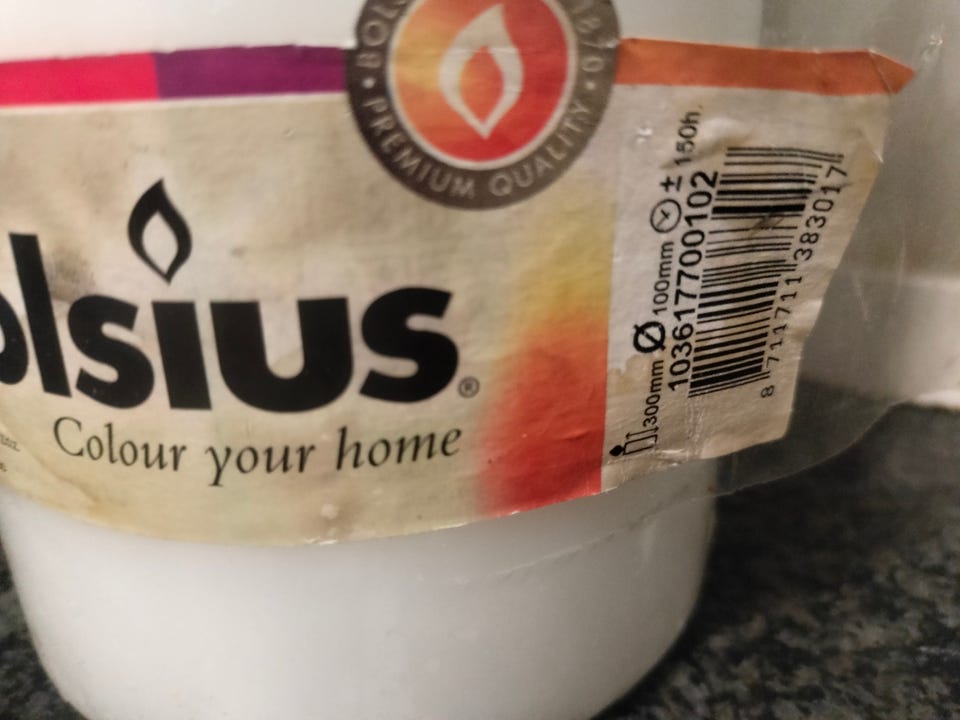 PREMIUM QUALITY
olsius®
Colour your home
300mm Ø 100mm ± 150h.
103617700102
8 711711 383017